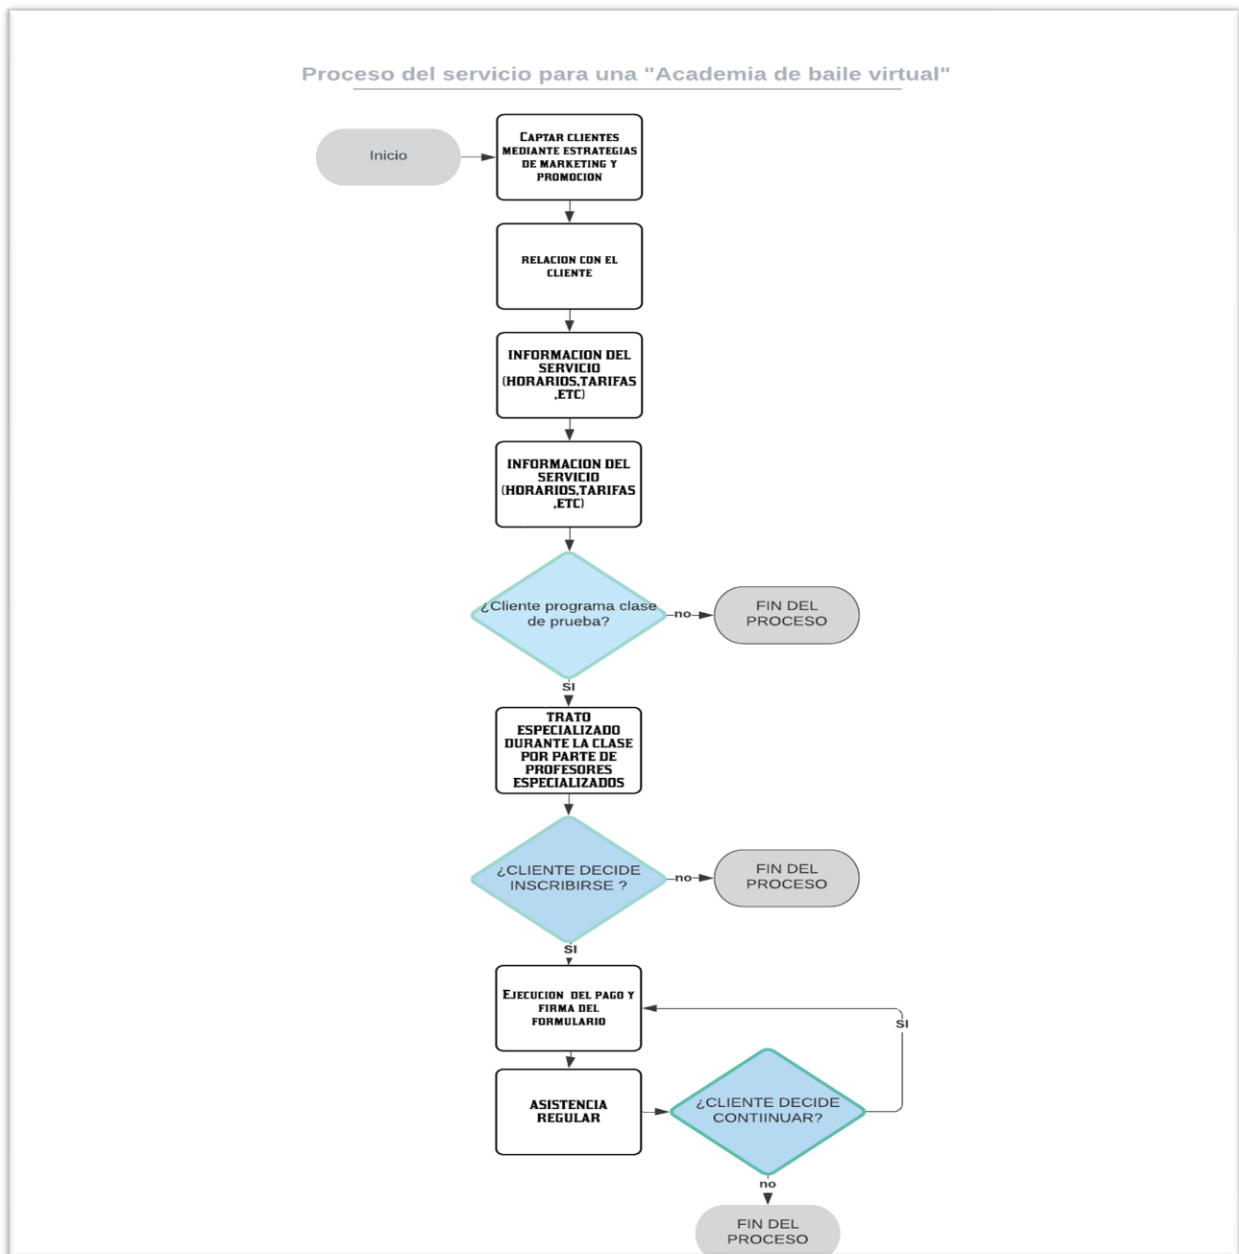 Proceso del servicio para una "Academia de baile virtual"
Inicio
CAPTAR CLIENTES
MEDIANTE ESTRATEGIAS
DE MARKETING Y
PROMOCION
RELACION CON EL
CLIENTE
INFORMACION DEL
SERVICIO
(HORARIOS,TARIFAS
,ETC)
INFORMACION DEL
SERVICIO
(HORARIOS,TARIFAS
,ETC)
¿Cliente programa clase
de prueba?
no
FIN DEL
PROCESO
SI
TRATO
ESPECIALIZADO
DURANTE LA CLASE
POR PARTE DE
PROFESORES
ESPECIALIZADOS
¿CLIENTE DECIDE
INSCRIBIRSE ?
no
FIN DEL
PROCESO
SI
EJECUCION DEL PAGO Y
FIRMA DEL
FORMULARIO
SI
ASISTENCIA
REGULAR
¿CLIENTE DECIDE
CONTIINUAR?
no
FIN DEL
PROCESO